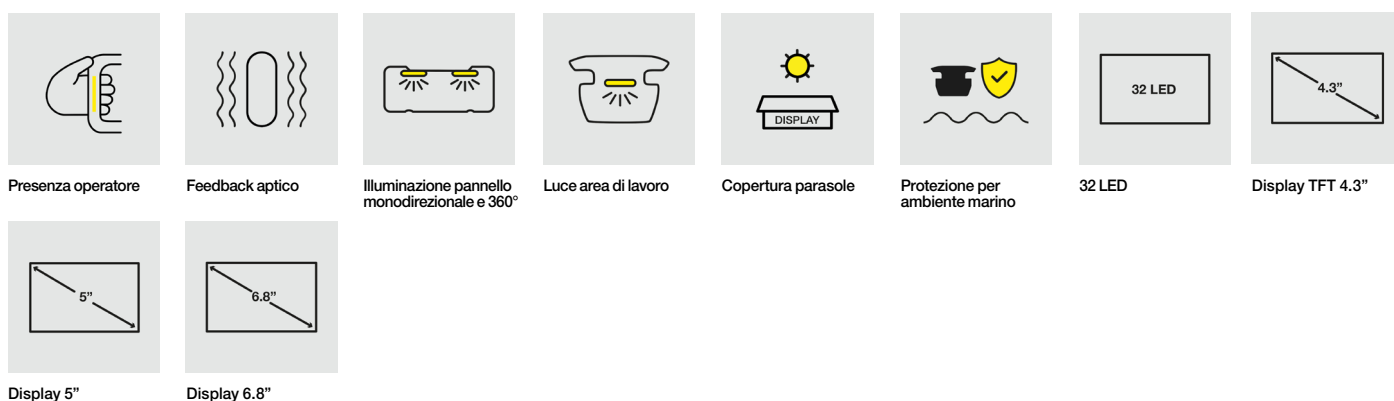 DISPLAY
32 LED
4.3”
Presenza operatore
Feedback aptico
Illuminazione pannello
monodirezionale e 360°
Luce area di lavoro
Copertura parasole
Protezione per
ambiente marino
32 LED
Display TFT 4.3”
5”
6.8”
Display 5”
Display 6.8”